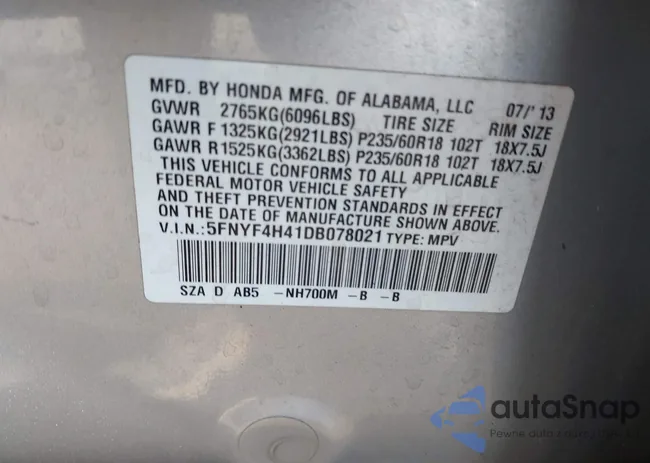 MFD. BY HONDA MFG. OF ALABAMA, LLC 07/'13
GVWR 2765KG(6096LBS) TIRE SIZE RIM SIZE
GAWR F 1325KG(2921LBS) P235/60R18 102T 18X7.5J
GAWR R1525KG(3362LBS) P235/60R18 102T 18X7.5J
THIS VEHICLE CONFORMS TO ALL APPLICABLE
FEDERAL MOTOR VEHICLE SAFETY
AND THEFT PREVENTION STANDARDS IN EFFECT
ON THE DATE OF MANUFACTURE SHOWN ABOVE.
V.I.N.:5FNYF4H41DB078021 TYPE: MPV
SZA D AB5 -NH700M -B -B
autoSnap
Pewne auta z